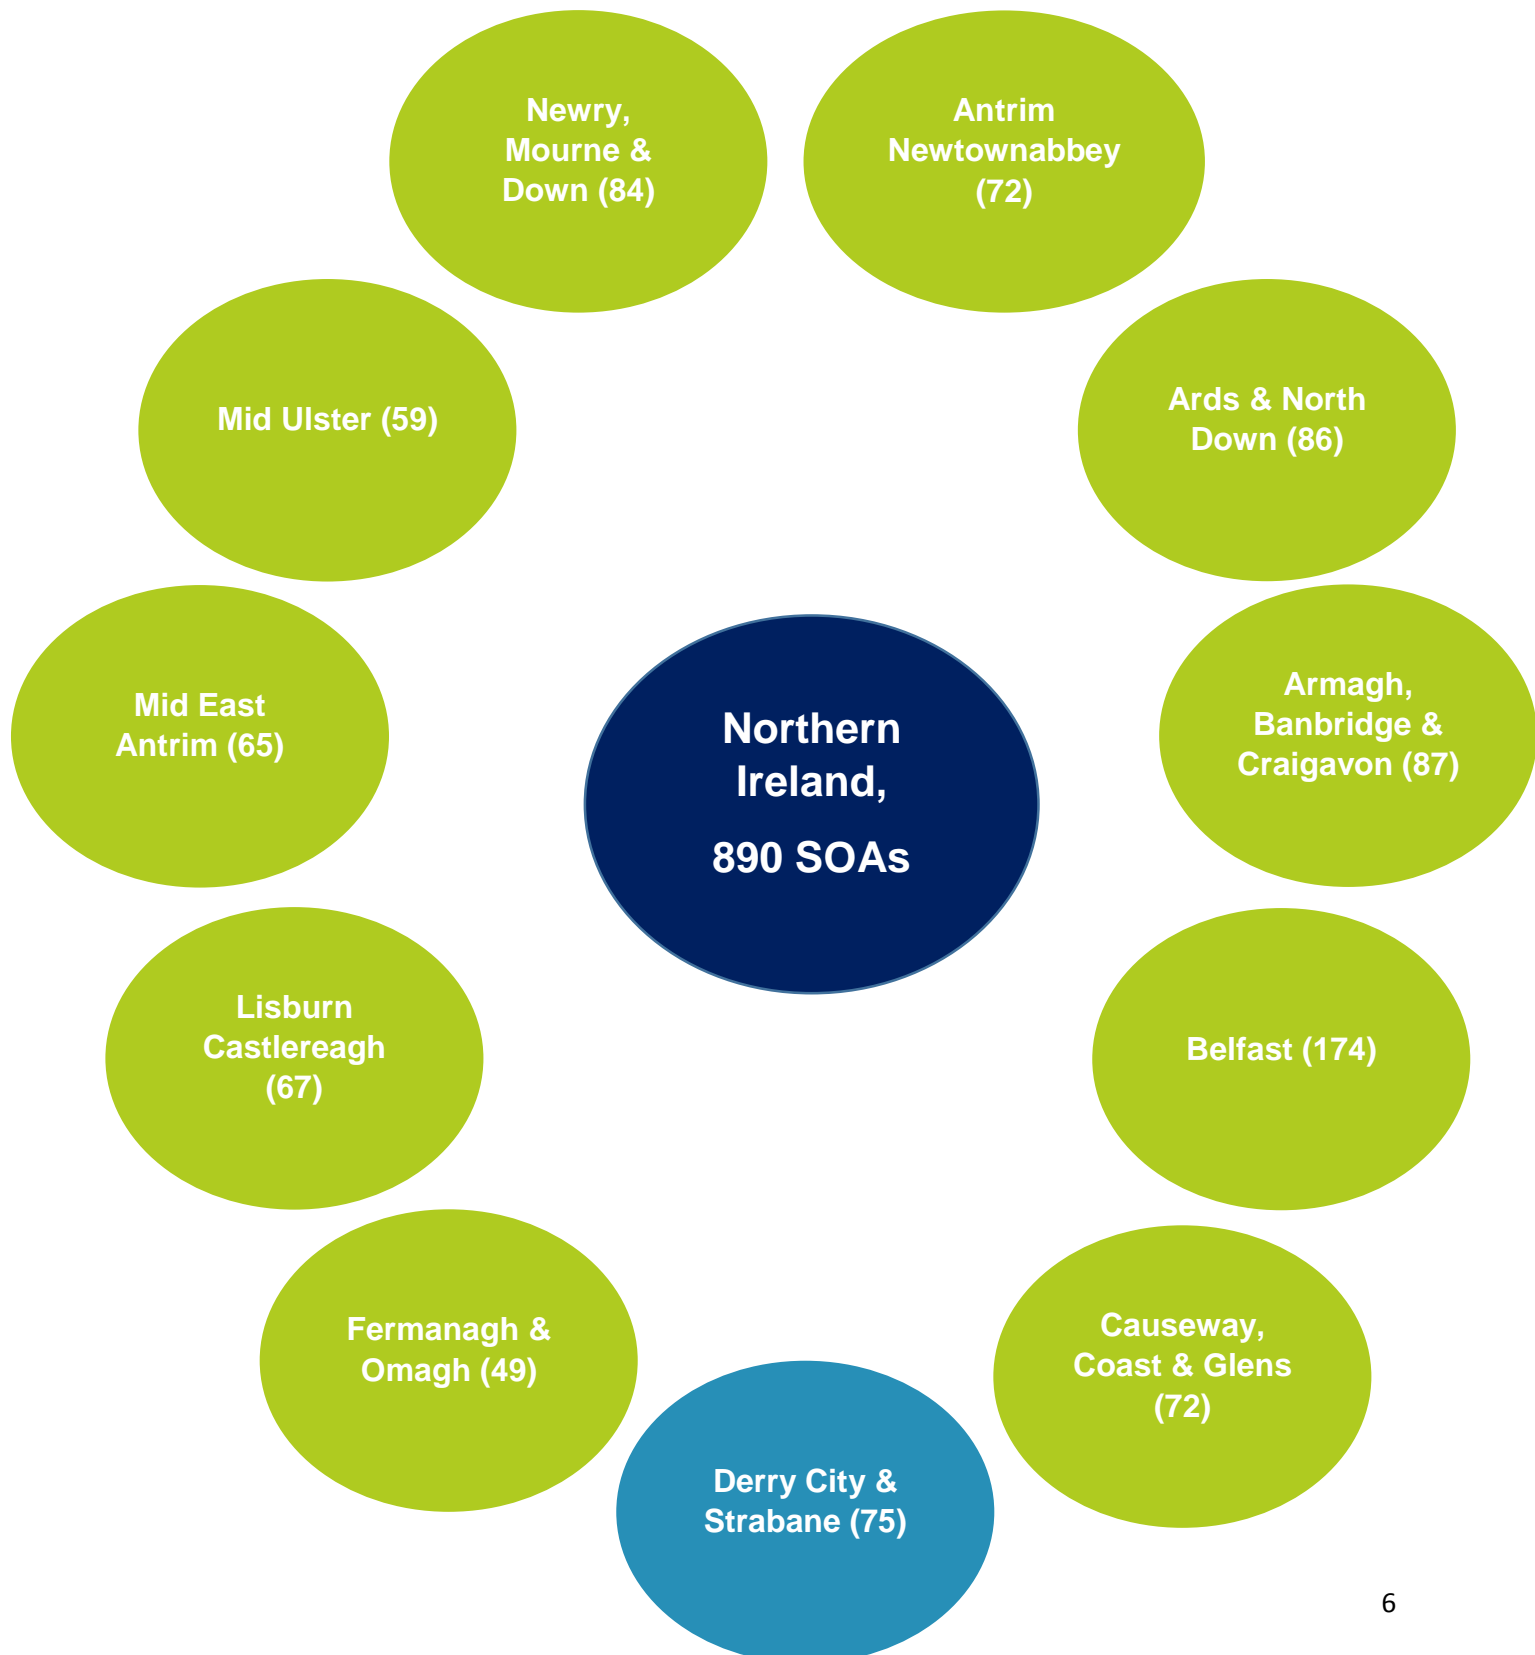 Newry,
Mourne &
Down (84)
Antrim
Newtownabbey
(72)
Mid Ulster (59)
Ards & North
Down (86)
Mid East
Antrim (65)
Northern
Ireland,
890 SOAs
Armagh,
Banbridge &
Craigavon (87)
Lisburn
Castlereagh
(67)
Belfast (174)
Fermanagh &
Omagh (49)
Causeway,
Coast & Glens
(72)
Derry City &
Strabane (75)
6